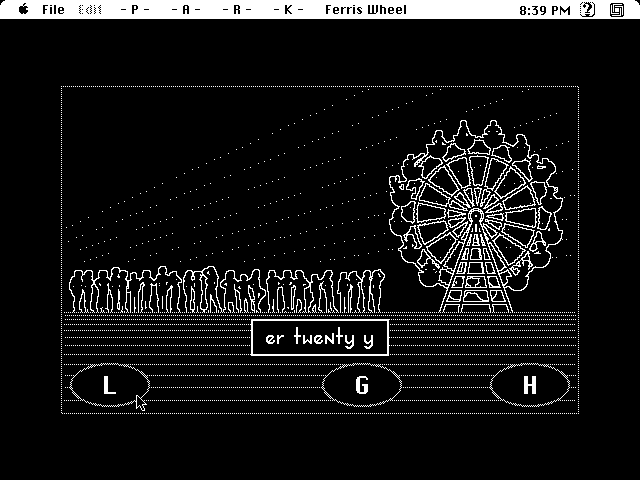 File Edit - P - - A - - R - - K - Ferris Wheel 8:39 PM
er twenty y
L G H